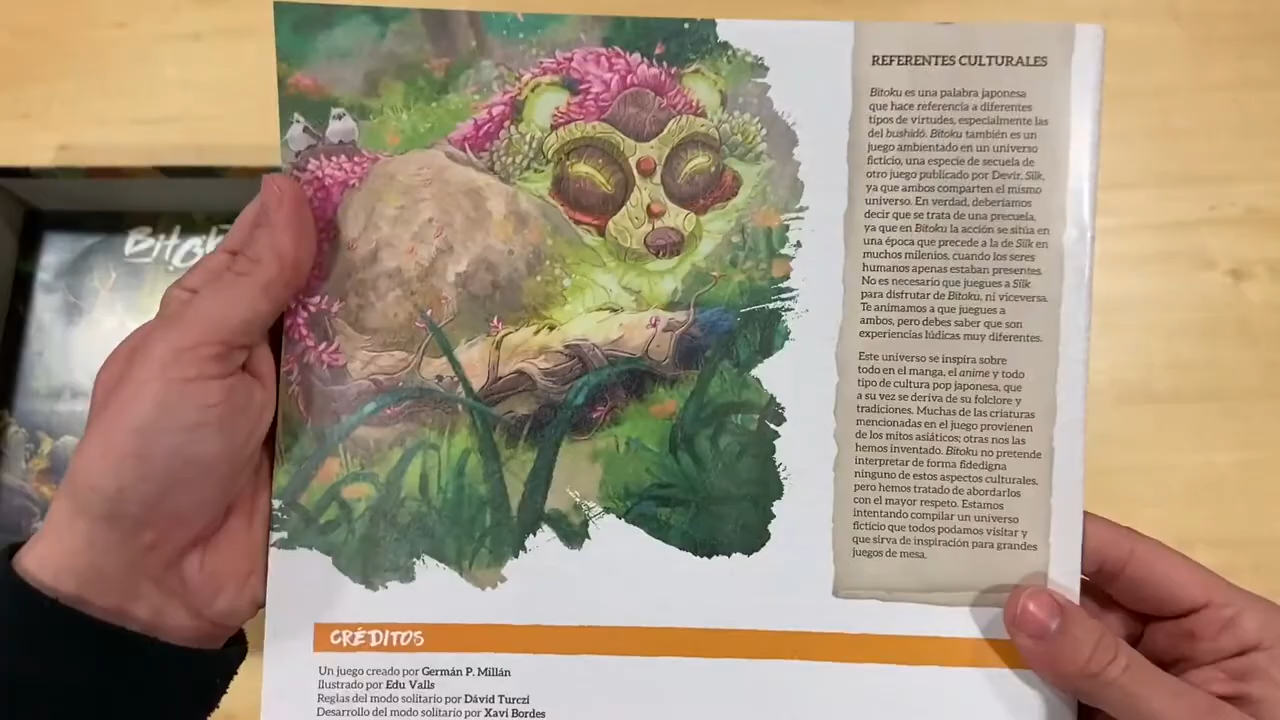 REFERENTES CULTURALES
Bitoku es una palabra japonesa
que hace referencia a diferentes
tipos de virtudes, especialmente las
del bushidó. Bitoku también es un
juego ambientado en un universo
ficticio, una especie de secuela de
otro juego publicado por Devir, Silk,
ya que ambos comparten el mismo
universo. En verdad, deberíamos
decir que se trata de una precuela,
ya que en Bitoku la acción se sitúa en
una época que precede a la de Silk en
muchos milenios, cuando los seres
humanos apenas estaban presentes.
No es necesario que juegues a Silk
para disfrutar de Bitoku, ni viceversa.
Te animamos a que juegues a
ambos, pero debes saber que son
experiencias lúdicas muy diferentes.
Este universo se inspira sobre
todo en el manga, el anime y todo
tipo de cultura pop japonesa, que
a su vez se deriva de su folclore y
tradiciones. Muchas de las criaturas
mencionadas en el juego provienen
de los mitos asiáticos; otras nos las
hemos inventado. Bitoku no pretende
interpretar de forma fidedigna
ninguno de estos aspectos culturales,
pero hemos tratado de abordarlos
con el mayor respeto. Estamos
intentando compilar un universo
ficticio que todos podamos visitar y
que sirva de inspiración para grandes
juegos de mesa.
CRÉDITOS
Un juego creado por Germán P. Millán
Ilustrado por Edu Valls
Reglas del modo solitario por Dávid Turczi
Desarrollo del modo solitario por Xavi Bordes